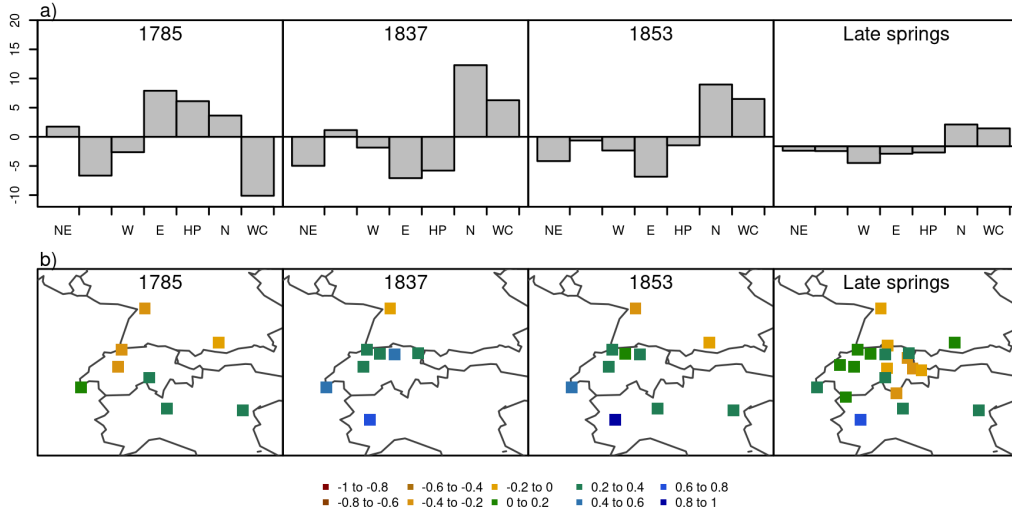 a)
1785 1837 1853 Late springs
20
15
10
5
0
-5
-10
NE W E HP N WC NE W E HP N WC NE W E HP N WC NE W E HP N WC
b)
1785 1837 1853 Late springs
-1 to -0.8 -0.6 to -0.4 -0.2 to 0 0.2 to 0.4 0.6 to 0.8
-0.8 to -0.6 -0.4 to -0.2 0 to 0.2 0.4 to 0.6 0.8 to 1